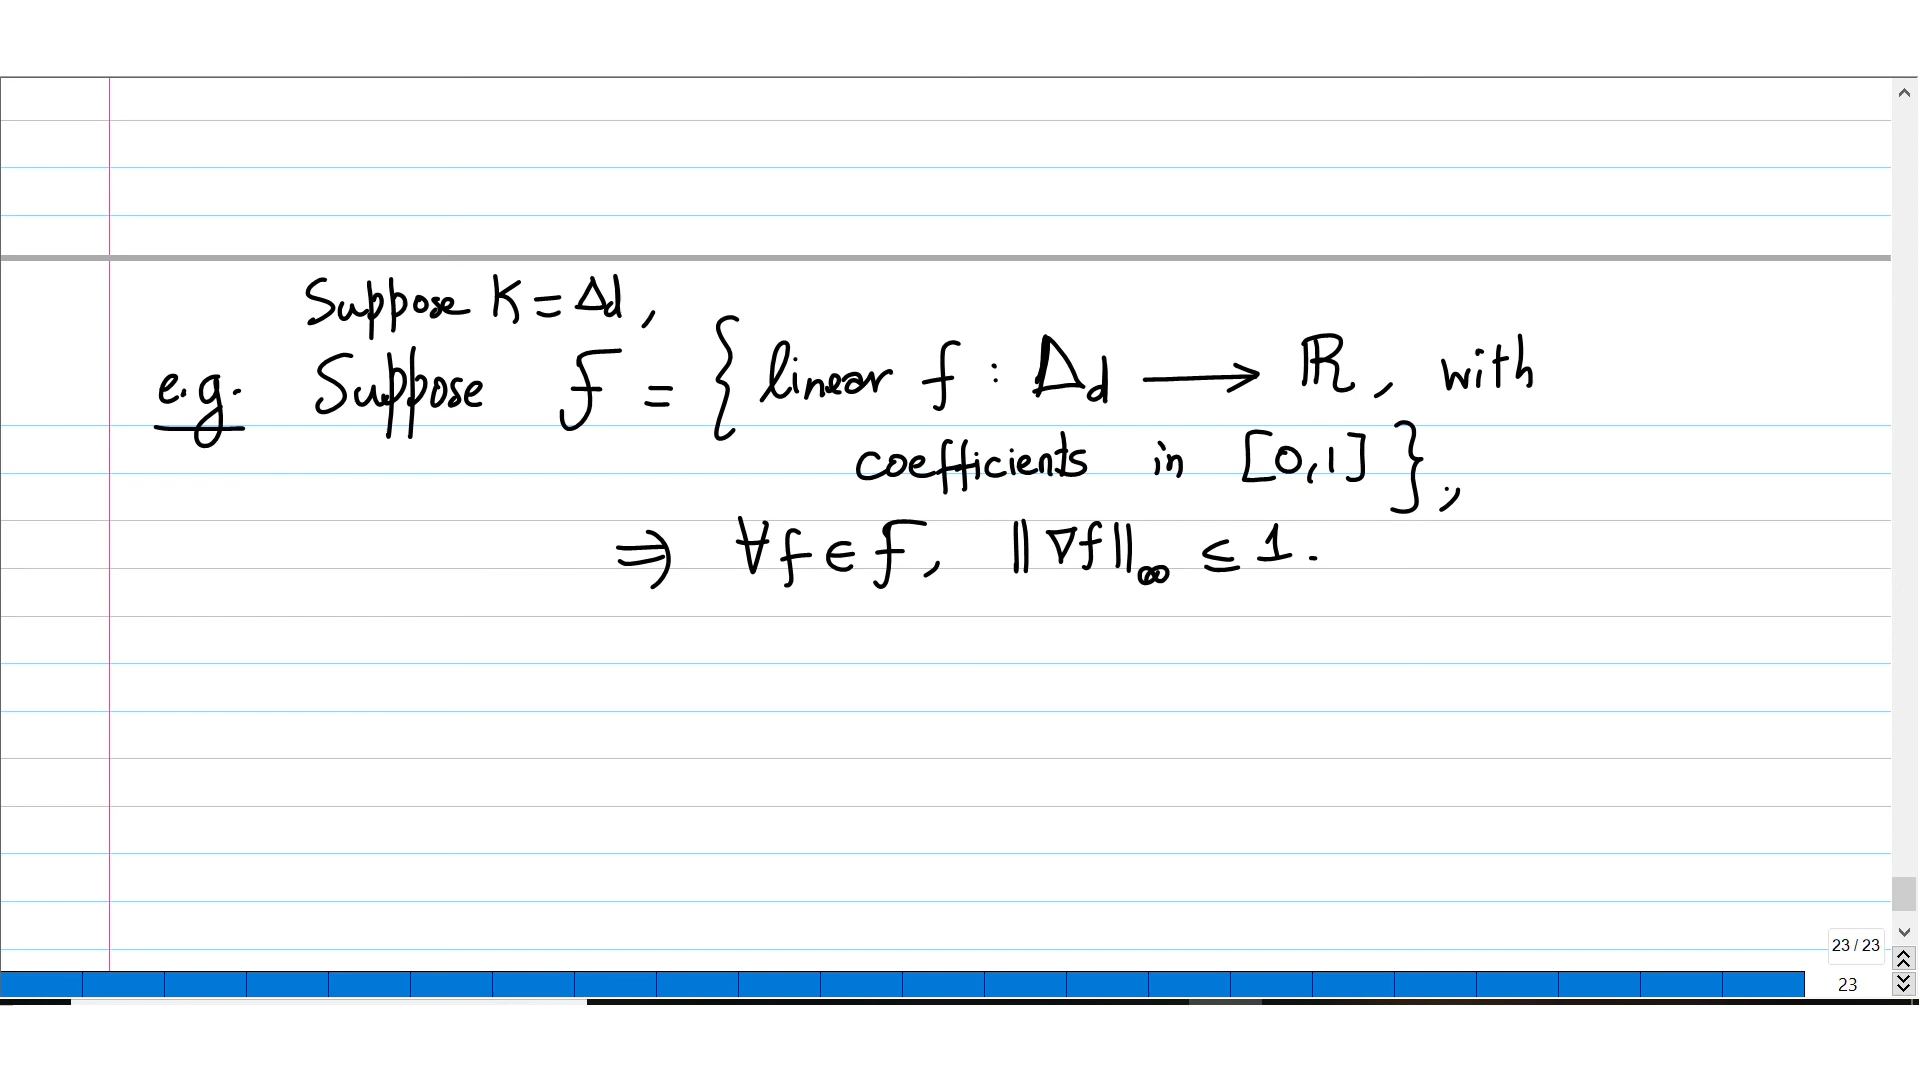 Suppose K = Δd,
e.g. Suppose F = { linear f : Δd ⟶ ℝ, with
coefficients in [0,1] },
⇒ ∀f ∈ F, ‖∇f‖∞ ≤ 1.
23 / 23
23